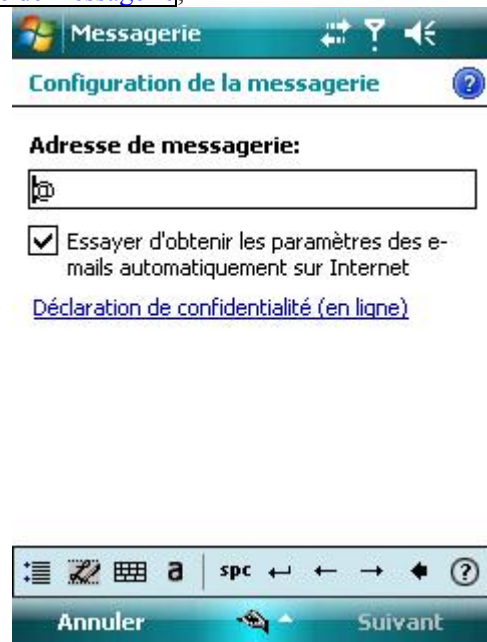 Messagerie
Configuration de la messagerie
Adresse de messagerie:
@
Essayer d'obtenir les paramètres des e-
mails automatiquement sur Internet
Déclaration de confidentialité (en ligne)
a spc
Annuler Suivant